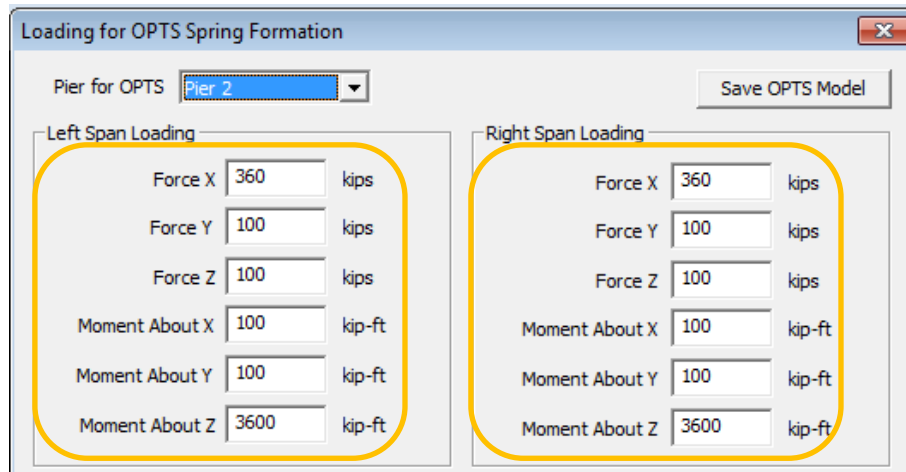 Loading for OPTS Spring Formation
Pier for OPTS Pier 2 Save OPTS Model
Left Span Loading
Force X 360 kips
Force Y 100 kips
Force Z 100 kips
Moment About X 100 kip-ft
Moment About Y 100 kip-ft
Moment About Z 3600 kip-ft
Right Span Loading
Force X 360 kips
Force Y 100 kips
Force Z 100 kips
Moment About X 100 kip-ft
Moment About Y 100 kip-ft
Moment About Z 3600 kip-ft